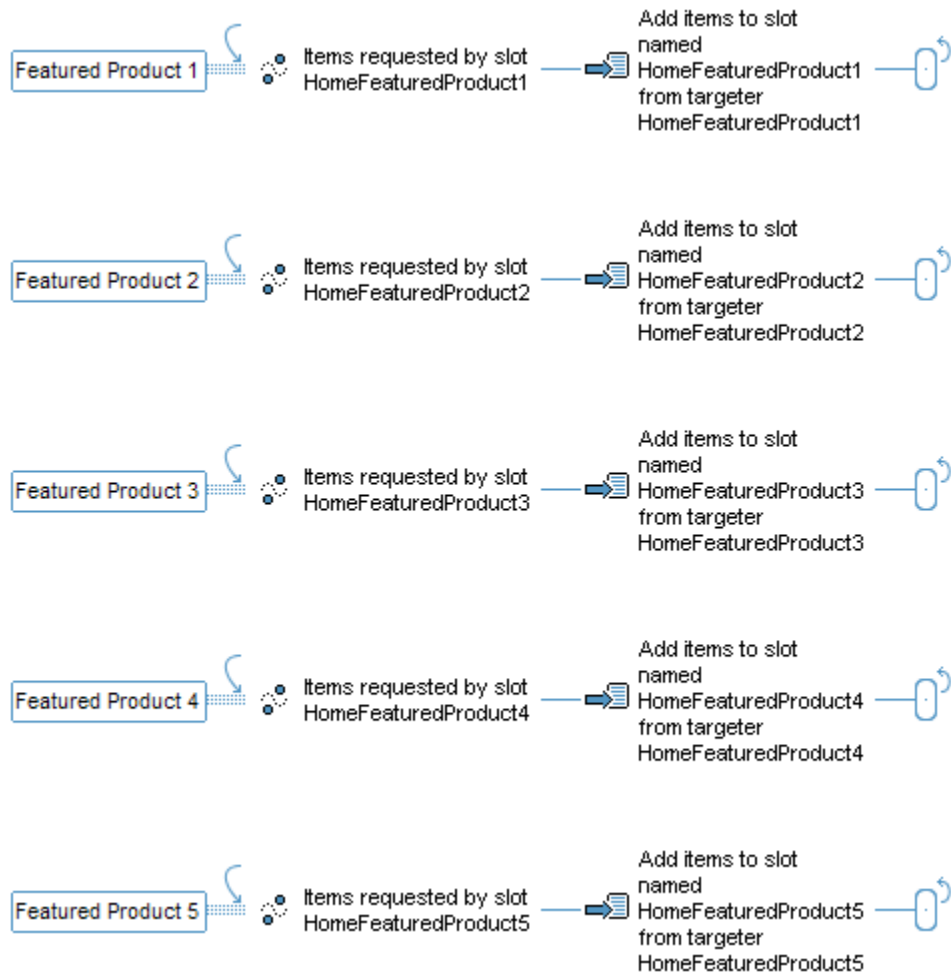 Featured Product 1
Items requested by slot
HomeFeaturedProduct1
Add items to slot
named
HomeFeaturedProduct1
from targeter
HomeFeaturedProduct1
Featured Product 2
Items requested by slot
HomeFeaturedProduct2
Add items to slot
named
HomeFeaturedProduct2
from targeter
HomeFeaturedProduct2
Featured Product 3
Items requested by slot
HomeFeaturedProduct3
Add items to slot
named
HomeFeaturedProduct3
from targeter
HomeFeaturedProduct3
Featured Product 4
Items requested by slot
HomeFeaturedProduct4
Add items to slot
named
HomeFeaturedProduct4
from targeter
HomeFeaturedProduct4
Featured Product 5
Items requested by slot
HomeFeaturedProduct5
Add items to slot
named
HomeFeaturedProduct5
from targeter
HomeFeaturedProduct5